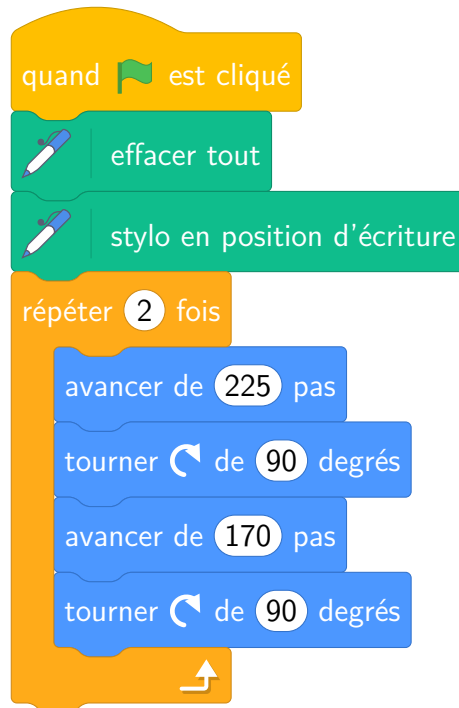 quand est cliqué
effacer tout
stylo en position d'écriture
répéter 2 fois
avancer de 225 pas
tourner de 90 degrés
avancer de 170 pas
tourner de 90 degrés